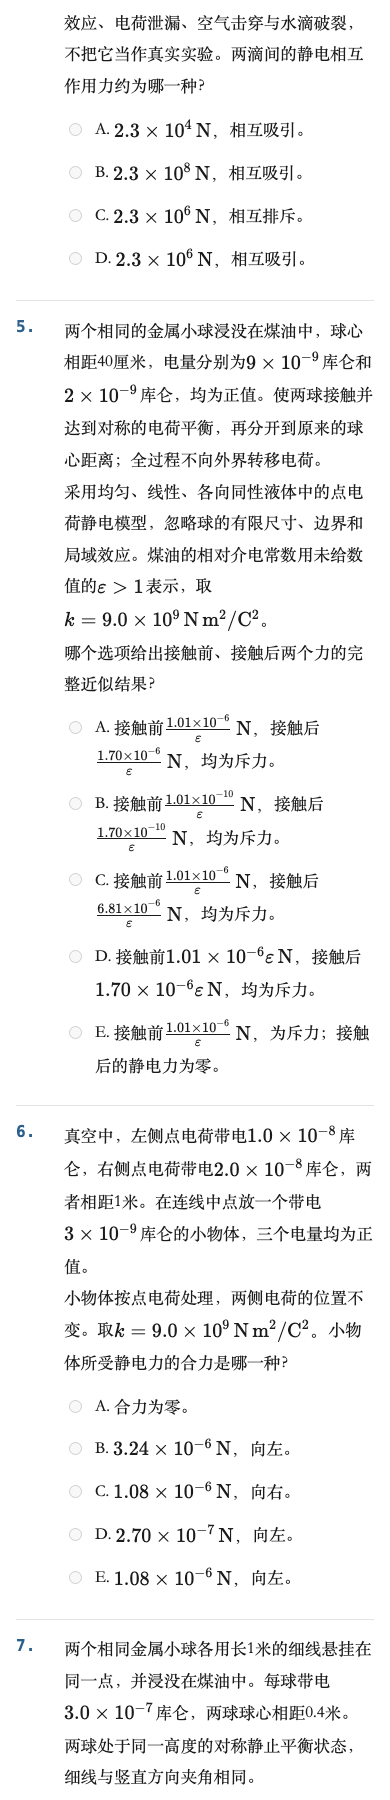 效应、电荷泄漏、空气击穿与水滴破裂，
不把它当作真实实验。两滴间的静电相互
作用力约为哪一种？
A. 2.3 × 10⁴ N，相互吸引。
B. 2.3 × 10⁸ N，相互吸引。
C. 2.3 × 10⁶ N，相互排斥。
D. 2.3 × 10⁶ N，相互吸引。
5. 两个相同的金属小球浸没在煤油中，球心
相距40厘米，电量分别为9 × 10⁻⁹ 库仑和
2 × 10⁻⁹ 库仑，均为正值。使两球接触并
达到对称的电荷平衡，再分开到原来的球
心距离；全过程不向外界转移电荷。
采用均匀、线性、各向同性液体中的点电
荷静电模型，忽略球的有限尺寸、边界和
局域效应。煤油的相对介电常数用未给数
值的ε > 1 表示，取
k = 9.0 × 10⁹ N m²/C²。
哪个选项给出接触前、接触后两个力的完
整近似结果？
A. 接触前 1.01×10⁻⁶/ε N，接触后
1.70×10⁻⁶/ε N，均为斥力。
B. 接触前 1.01×10⁻¹⁰/ε N，接触后
1.70×10⁻¹⁰/ε N，均为斥力。
C. 接触前 1.01×10⁻⁶/ε N，接触后
6.81×10⁻⁶/ε N，均为斥力。
D. 接触前1.01 × 10⁻⁶ε N，接触后
1.70 × 10⁻⁶ε N，均为斥力。
E. 接触前 1.01×10⁻⁶/ε N，为斥力；接触
后的静电力为零。
6. 真空中，左侧点电荷带电1.0 × 10⁻⁸ 库
仑，右侧点电荷带电2.0 × 10⁻⁸ 库仑，两
者相距1米。在连线中点放一个带电
3 × 10⁻⁹ 库仑的小物体，三个电量均为正
值。
小物体按点电荷处理，两侧电荷的位置不
变。取k = 9.0 × 10⁹ N m²/C²。小物
体所受静电力的合力是哪一种？
A. 合力为零。
B. 3.24 × 10⁻⁶ N，向左。
C. 1.08 × 10⁻⁶ N，向右。
D. 2.70 × 10⁻⁷ N，向左。
E. 1.08 × 10⁻⁶ N，向左。
7. 两个相同金属小球各用长1米的细线悬挂在
同一点，并浸没在煤油中。每球带电
3.0 × 10⁻⁷ 库仑，两球球心相距0.4米。
两球处于同一高度的对称静止平衡状态，
细线与竖直方向夹角相同。